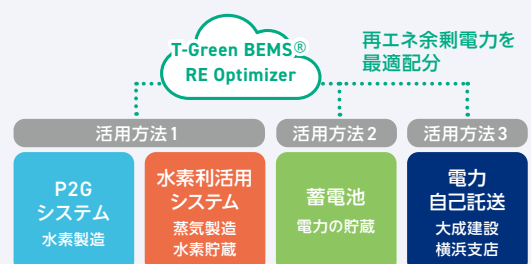 T-Green BEMS®
RE Optimizer
再エネ余剰電力を
最適配分
活用方法1
活用方法2
活用方法3
P2G
システム
水素製造
水素利活用
システム
蒸気製造
水素貯蔵
蓄電池
電力の貯蔵
電力
自己託送
大成建設
横浜支店